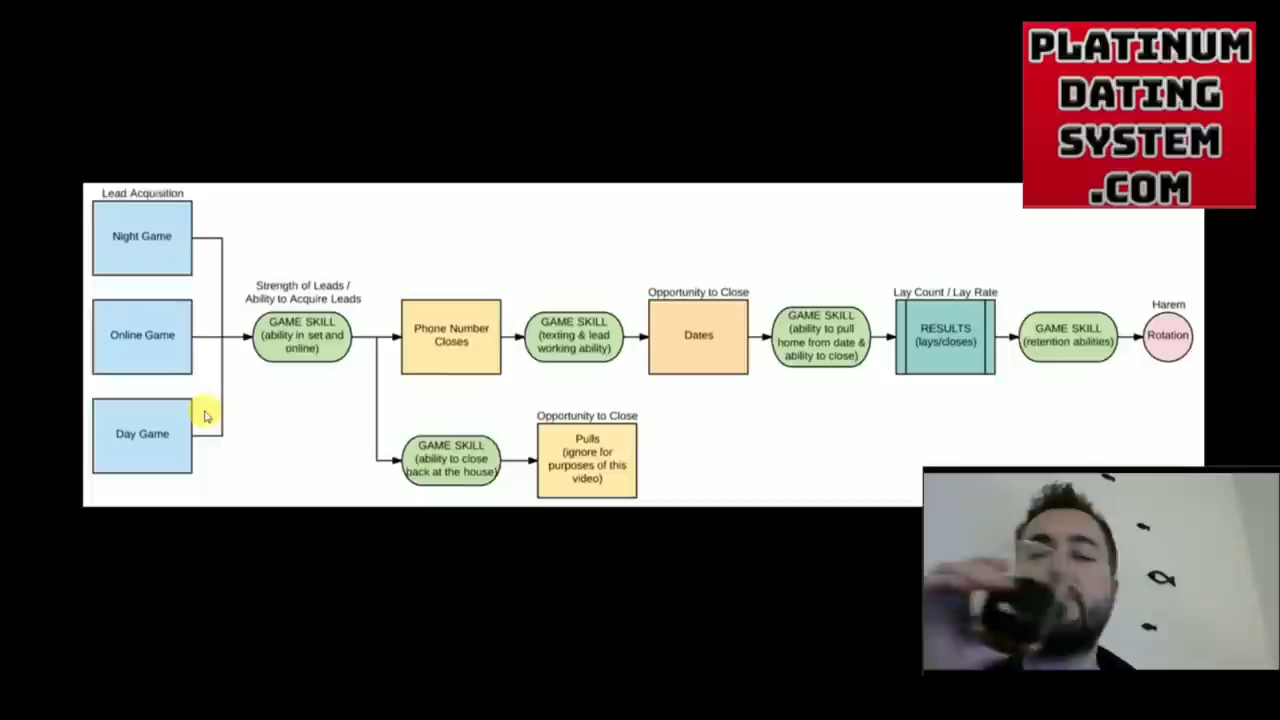 PLATINUM
DATING
SYSTEM
.COM
Lead Acquisition
Night Game
Online Game
Day Game
Strength of Leads /
Ability to Acquire Leads
GAME SKILL
(ability in set and
online)
Phone Number
Closes
GAME SKILL
(texting & lead
working ability)
Opportunity to Close
Dates
GAME SKILL
(ability to pull
home from date &
ability to close)
Lay Count / Lay Rate
RESULTS
(lays/closes)
GAME SKILL
(retention abilities)
Harem
Rotation
GAME SKILL
(ability to close
back at the house)
Opportunity to Close
Pulls
(ignore for
purposes of this
video)